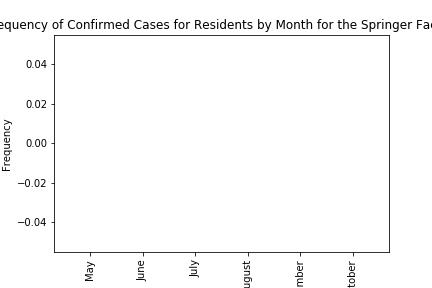 equency of Confirmed Cases for Residents by Month for the Springer Fac
0.04
0.02
0.00
−0.02
−0.04
Frequency
May
June
July
ugust
mber
tober